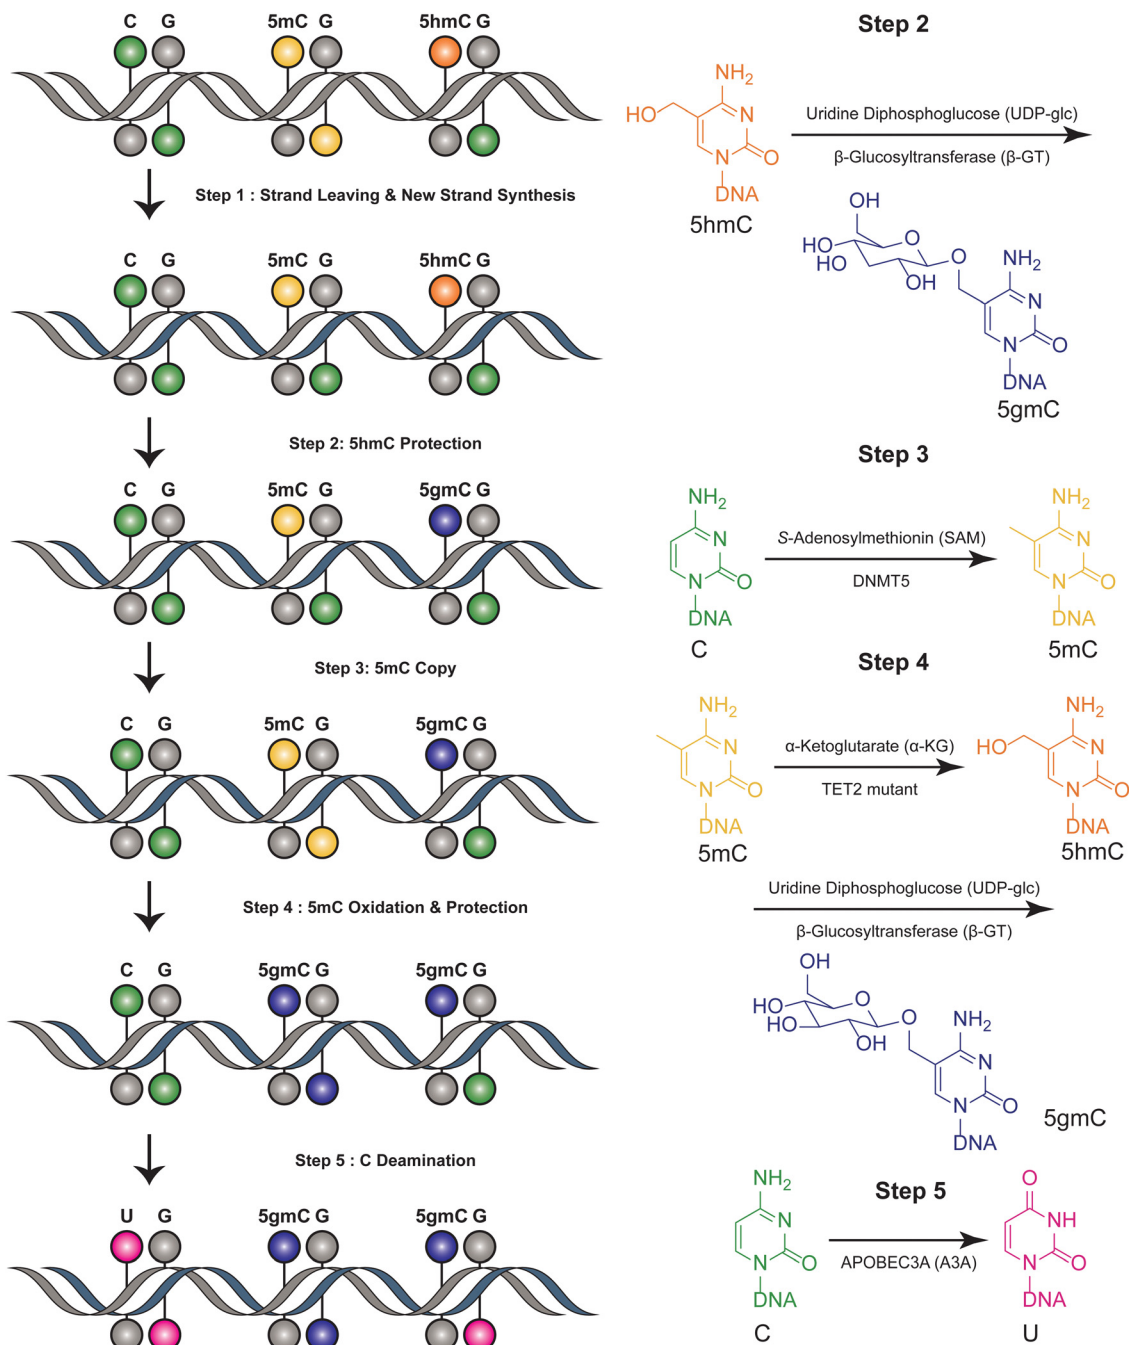 C G 5mC G 5hmC G
Step 1 : Strand Leaving & New Strand Synthesis
C G 5mC G 5hmC G
Step 2: 5hmC Protection
C G 5mC G 5gmC G
Step 3: 5mC Copy
C G 5mC G 5gmC G
Step 4 : 5mC Oxidation & Protection
C G 5gmC G 5gmC G
Step 5 : C Deamination
U G 5gmC G 5gmC G
Step 2
NH2
HO
N
N
O
DNA
5hmC
Uridine Diphosphoglucose (UDP-glc)
β-Glucosyltransferase (β-GT)
OH
O
HO
HO
OH
O
NH2
N
N
O
DNA
5gmC
Step 3
NH2
N
N
O
DNA
C
S-Adenosylmethionin (SAM)
DNMT5
NH2
N
N
O
DNA
5mC
Step 4
NH2
N
N
O
DNA
5mC
α-Ketoglutarate (α-KG)
TET2 mutant
NH2
HO
N
N
O
DNA
5hmC
Uridine Diphosphoglucose (UDP-glc)
β-Glucosyltransferase (β-GT)
OH
O
HO
HO
OH
O
NH2
N
N
O
DNA
5gmC
Step 5
NH2
N
N
O
DNA
C
APOBEC3A (A3A)
O
NH
N
O
DNA
U